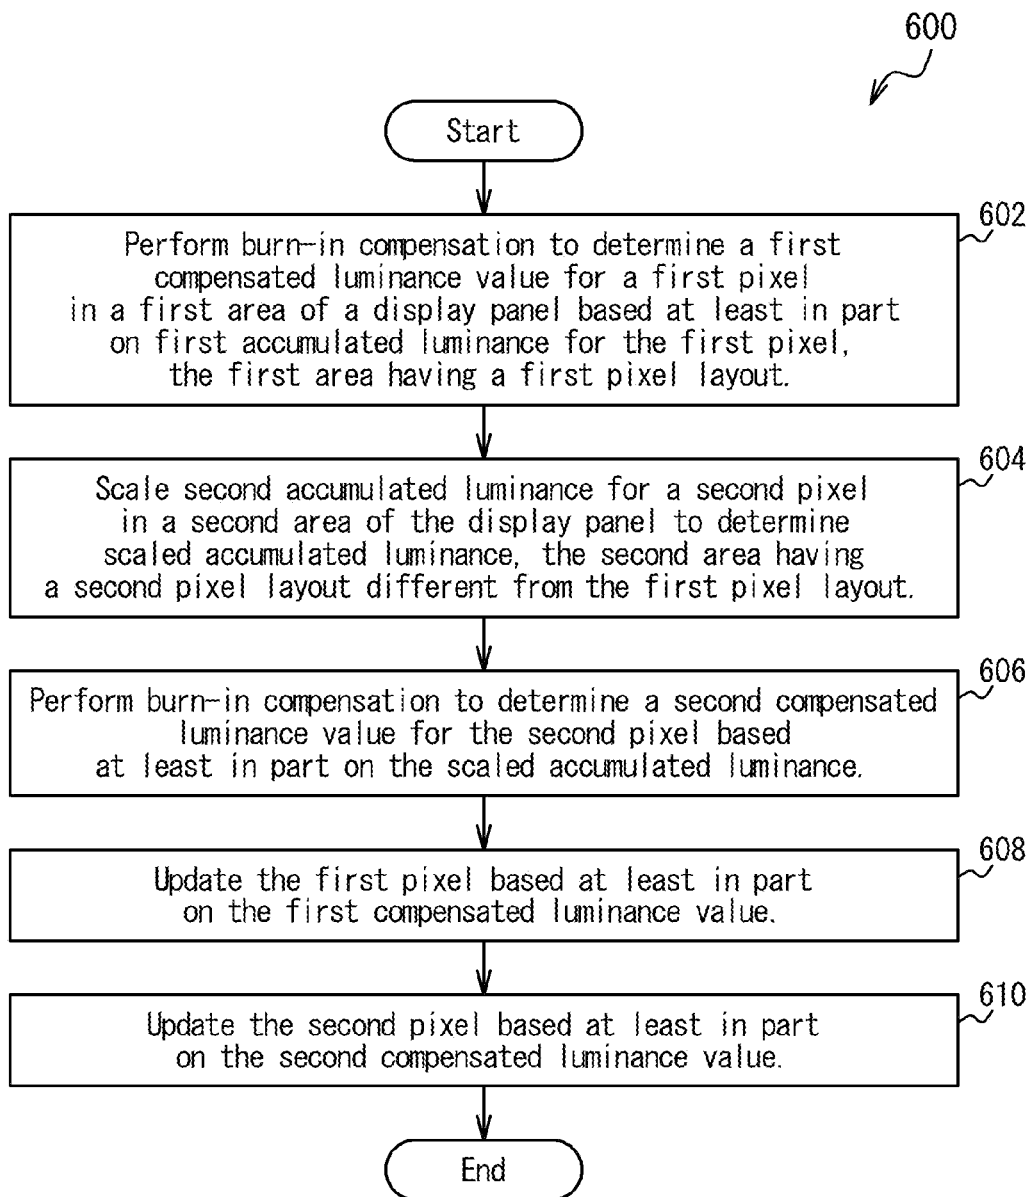 600
Start
602
Perform burn-in compensation to determine a first
compensated luminance value for a first pixel
in a first area of a display panel based at least in part
on first accumulated luminance for the first pixel,
the first area having a first pixel layout.
604
Scale second accumulated luminance for a second pixel
in a second area of the display panel to determine
scaled accumulated luminance, the second area having
a second pixel layout different from the first pixel layout.
606
Perform burn-in compensation to determine a second compensated
luminance value for the second pixel based
at least in part on the scaled accumulated luminance.
608
Update the first pixel based at least in part
on the first compensated luminance value.
610
Update the second pixel based at least in part
on the second compensated luminance value.
End